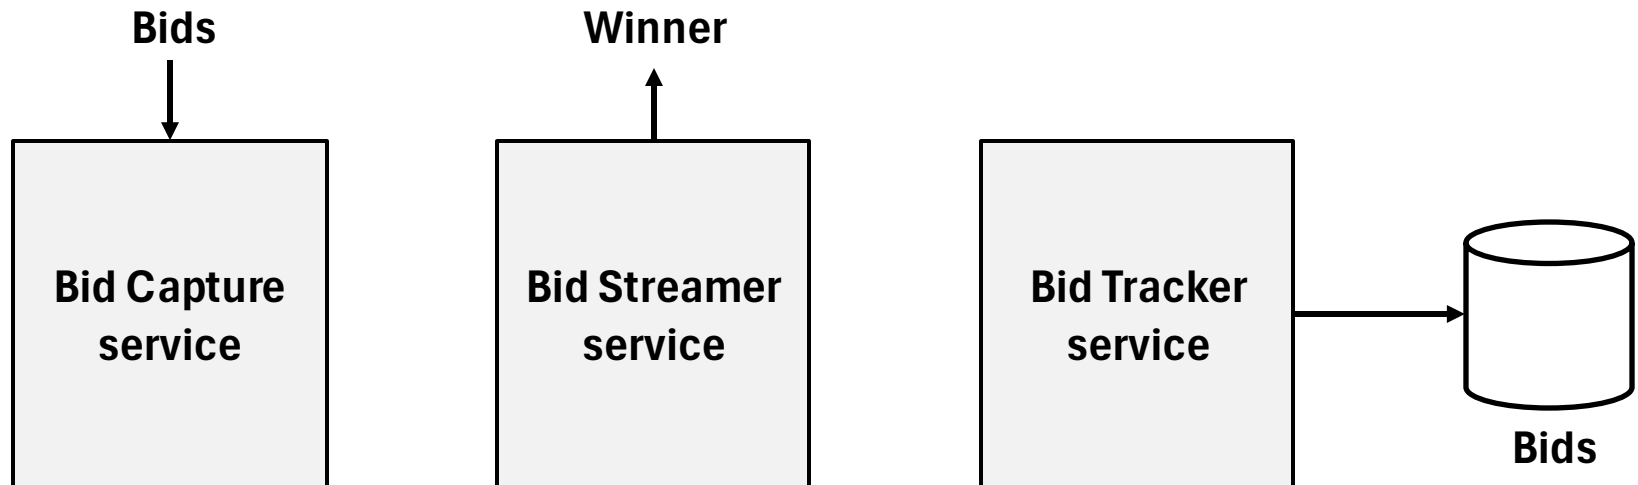 Bids
Winner
Bid Capture
service
Bid Streamer
service
Bid Tracker
service
Bids